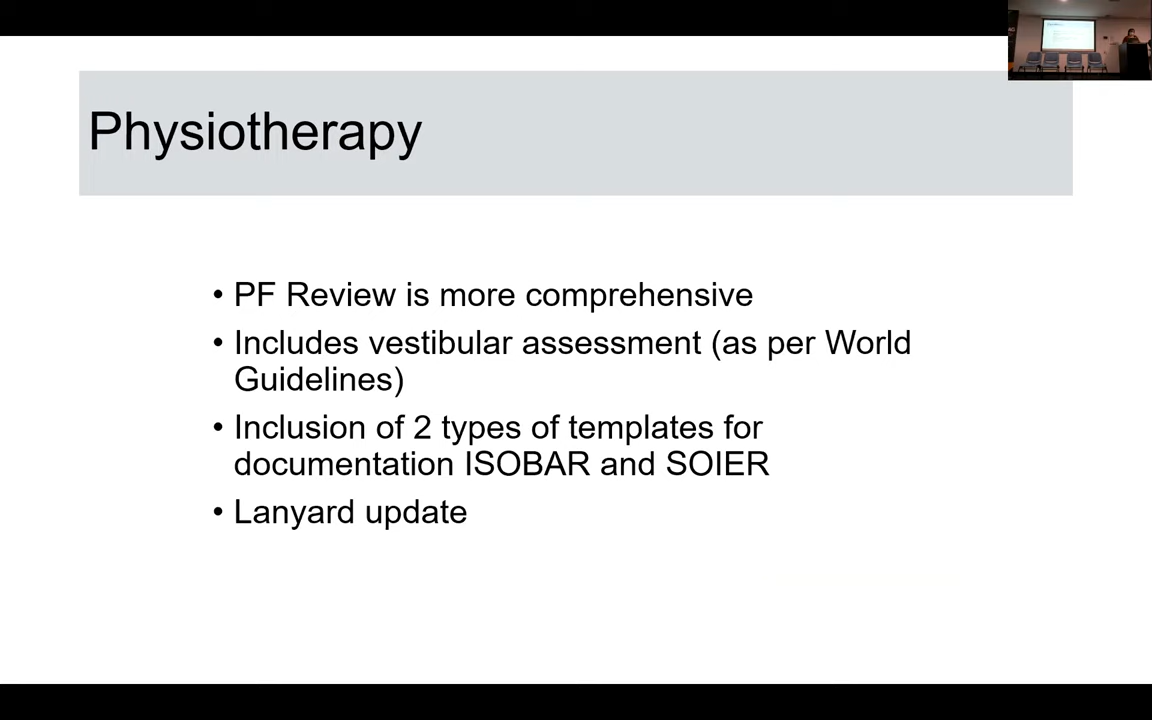 Physiotherapy
• PF Review is more comprehensive
• Includes vestibular assessment (as per World
Guidelines)
• Inclusion of 2 types of templates for
documentation ISOBAR and SOIER
• Lanyard update